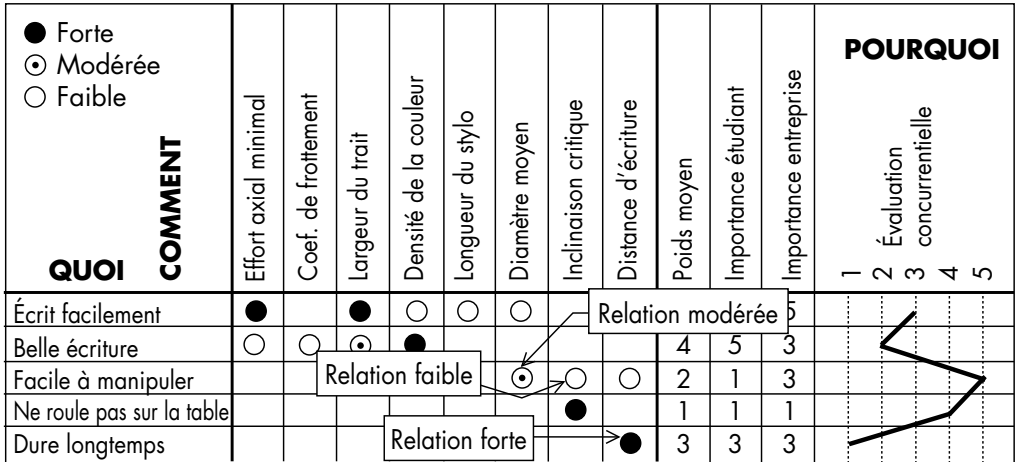 Forte
Modérée
Faible
COMMENT
QUOI
Effort axial minimal
Coef. de frottement
Largeur du trait
Densité de la couleur
Longueur du stylo
Diamètre moyen
Inclinaison critique
Distance d'écriture
Poids moyen
Importance étudiant
Importance entreprise
POURQUOI
Évaluation
concurrentielle
1 2 3 4 5
Écrit facilement
Relation modérée
Belle écriture 4 5 3
Facile à manipuler 2 1 3
Relation faible
Ne roule pas sur la table 1 1 1
Dure longtemps 3 3 3
Relation forte